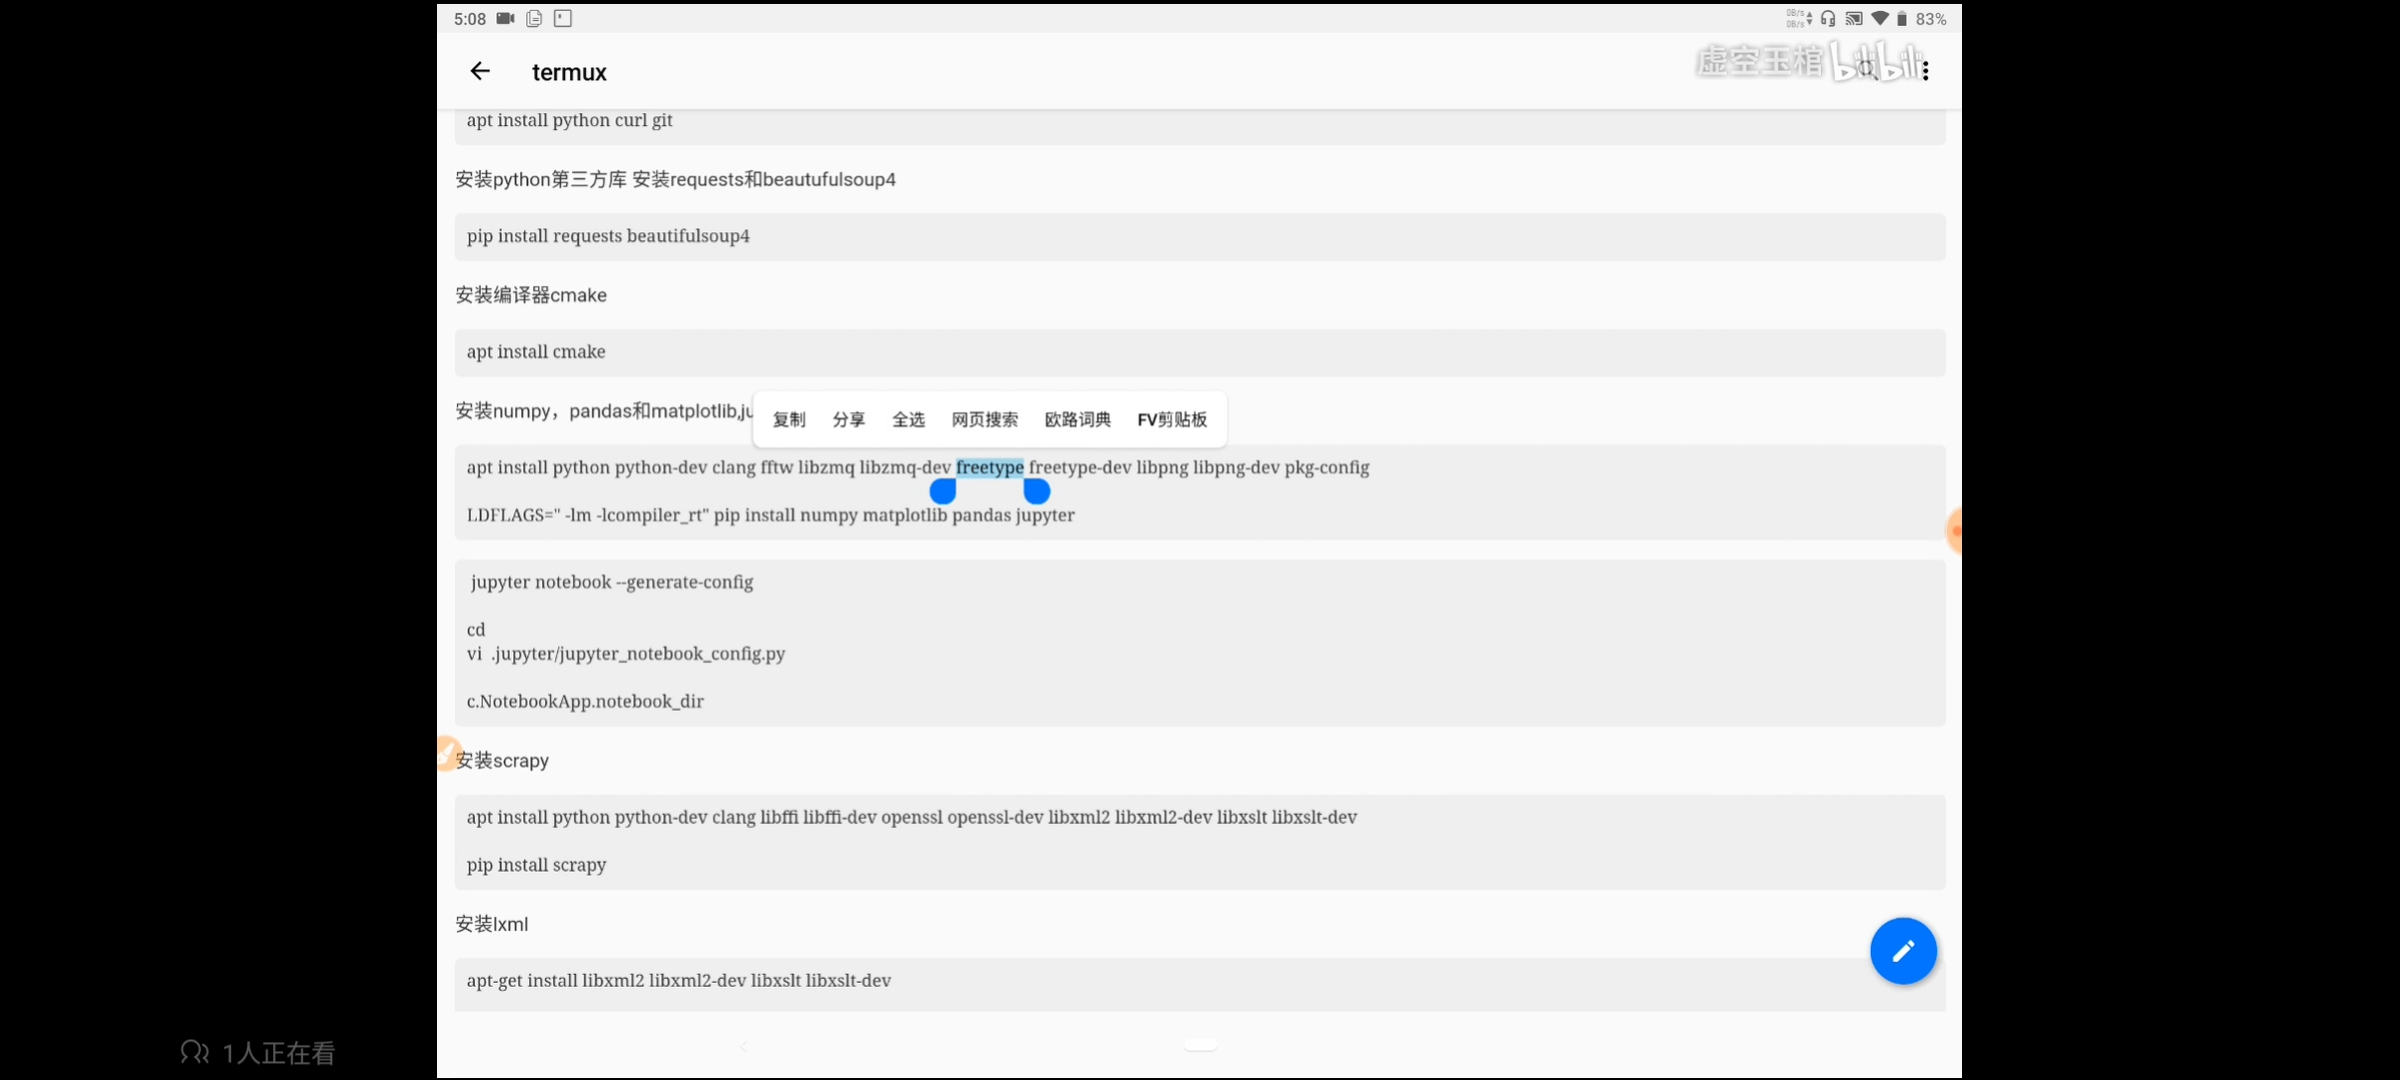 5:08
0B/s
0B/s
83%
termux
虚空玉棺 bilibili
apt install python curl git
安装python第三方库 安装requests和beautufulsoup4
pip install requests beautifulsoup4
安装编译器cmake
apt install cmake
安装numpy，pandas和matplotlib,ju
复制 分享 全选 网页搜索 欧路词典 FV剪贴板
apt install python python-dev clang fftw libzmq libzmq-dev freetype freetype-dev libpng libpng-dev pkg-config
LDFLAGS=" -lm -lcompiler_rt" pip install numpy matplotlib pandas jupyter
jupyter notebook --generate-config
cd
vi  .jupyter/jupyter_notebook_config.py
c.NotebookApp.notebook_dir
安装scrapy
apt install python python-dev clang libffi libffi-dev openssl openssl-dev libxml2 libxml2-dev libxslt libxslt-dev
pip install scrapy
安装lxml
apt-get install libxml2 libxml2-dev libxslt libxslt-dev
1人正在看